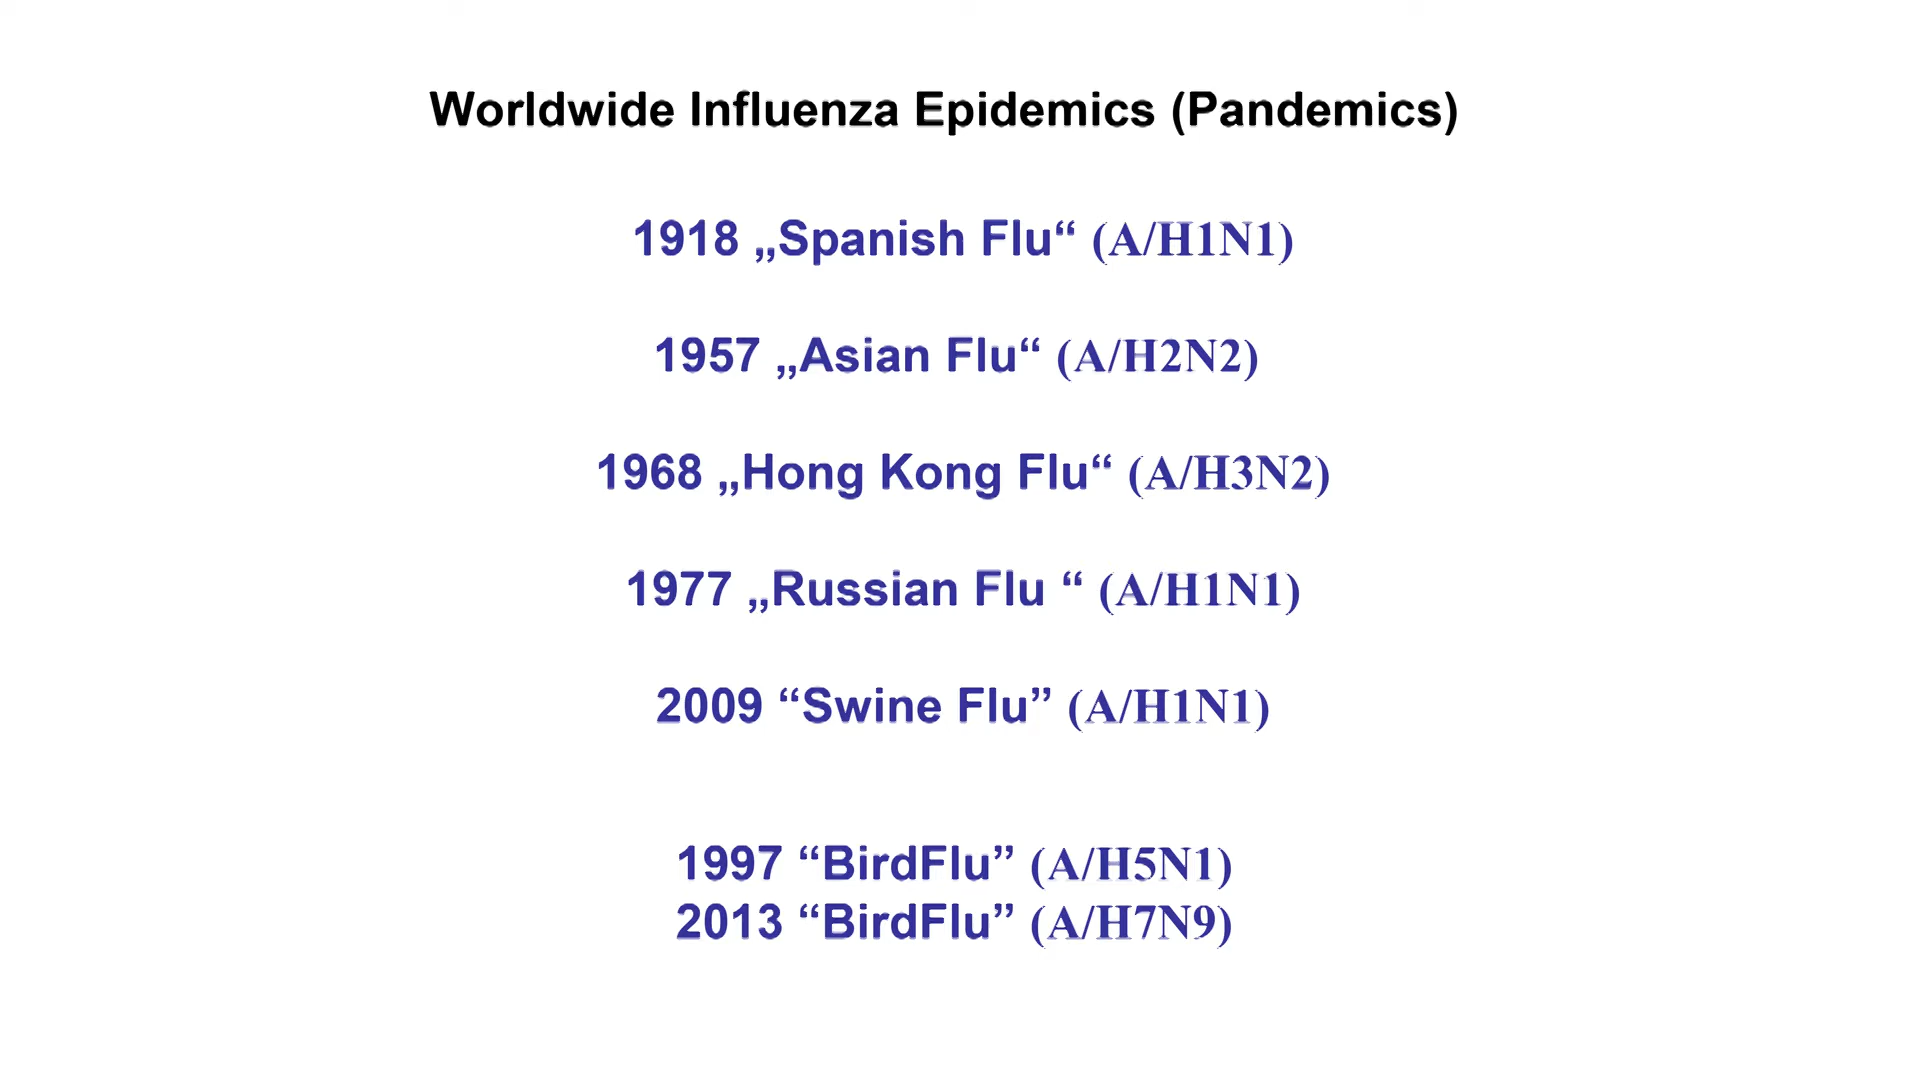 Worldwide Influenza Epidemics (Pandemics)
1918 „Spanish Flu“ (A/H1N1)
1957 „Asian Flu“ (A/H2N2)
1968 „Hong Kong Flu“ (A/H3N2)
1977 „Russian Flu “ (A/H1N1)
2009 “Swine Flu” (A/H1N1)
1997 “BirdFlu” (A/H5N1)
2013 “BirdFlu” (A/H7N9)